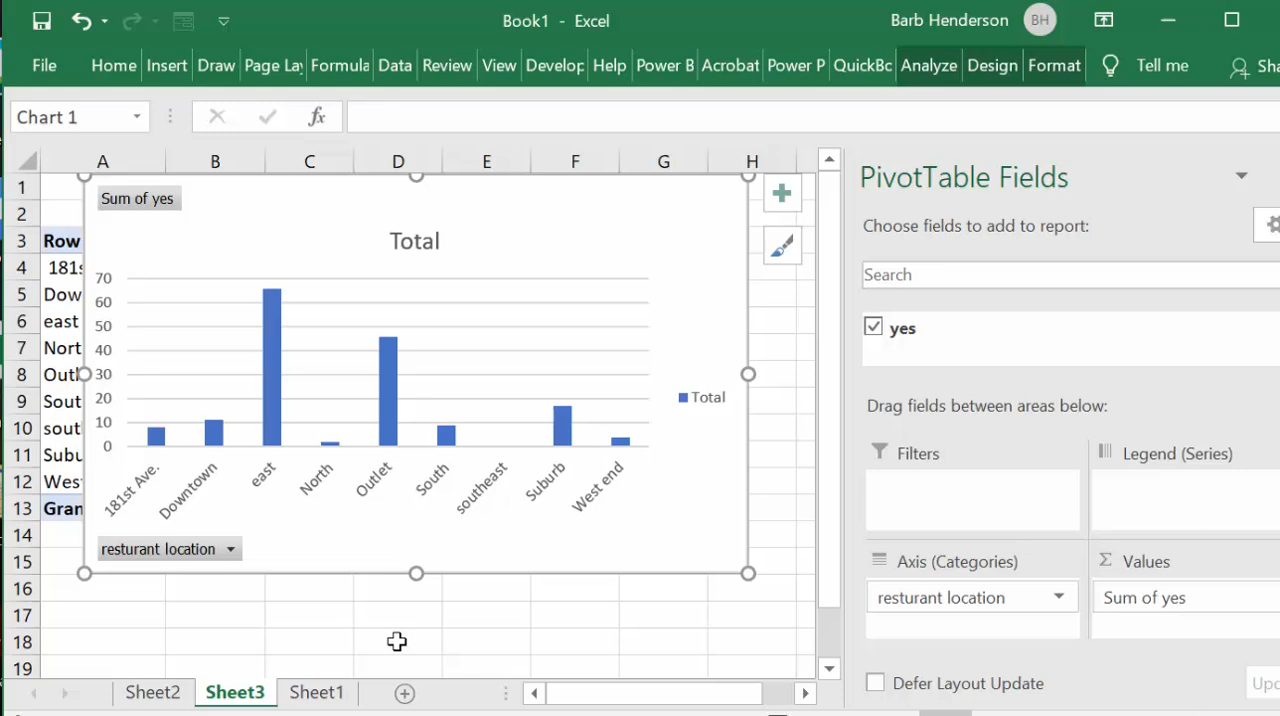 Book1 - Excel
Barb Henderson
BH
File
Home
Insert
Draw
Page Lay
Formula
Data
Review
View
Develop
Help
Power B
Acrobat
Power P
QuickBc
Analyze
Design
Format
Tell me
Sha
Chart 1
fx
A B C D E F G H
1
2
3 Row
4 181s
5 Dow
6 east
7 Nort
8 Outl
9 Sout
10 sout
11 Subu
12 West
13 Gran
14
15
16
17
18
19
Sum of yes
Total
70
60
50
40
30
20
10
0
181st Ave.
Downtown
east
North
Outlet
South
southeast
Suburb
West end
Total
resturant location
PivotTable Fields
Choose fields to add to report:
Search
yes
Drag fields between areas below:
Filters
Legend (Series)
Axis (Categories)
Σ Values
resturant location
Sum of yes
Defer Layout Update
Upd
Sheet2
Sheet3
Sheet1